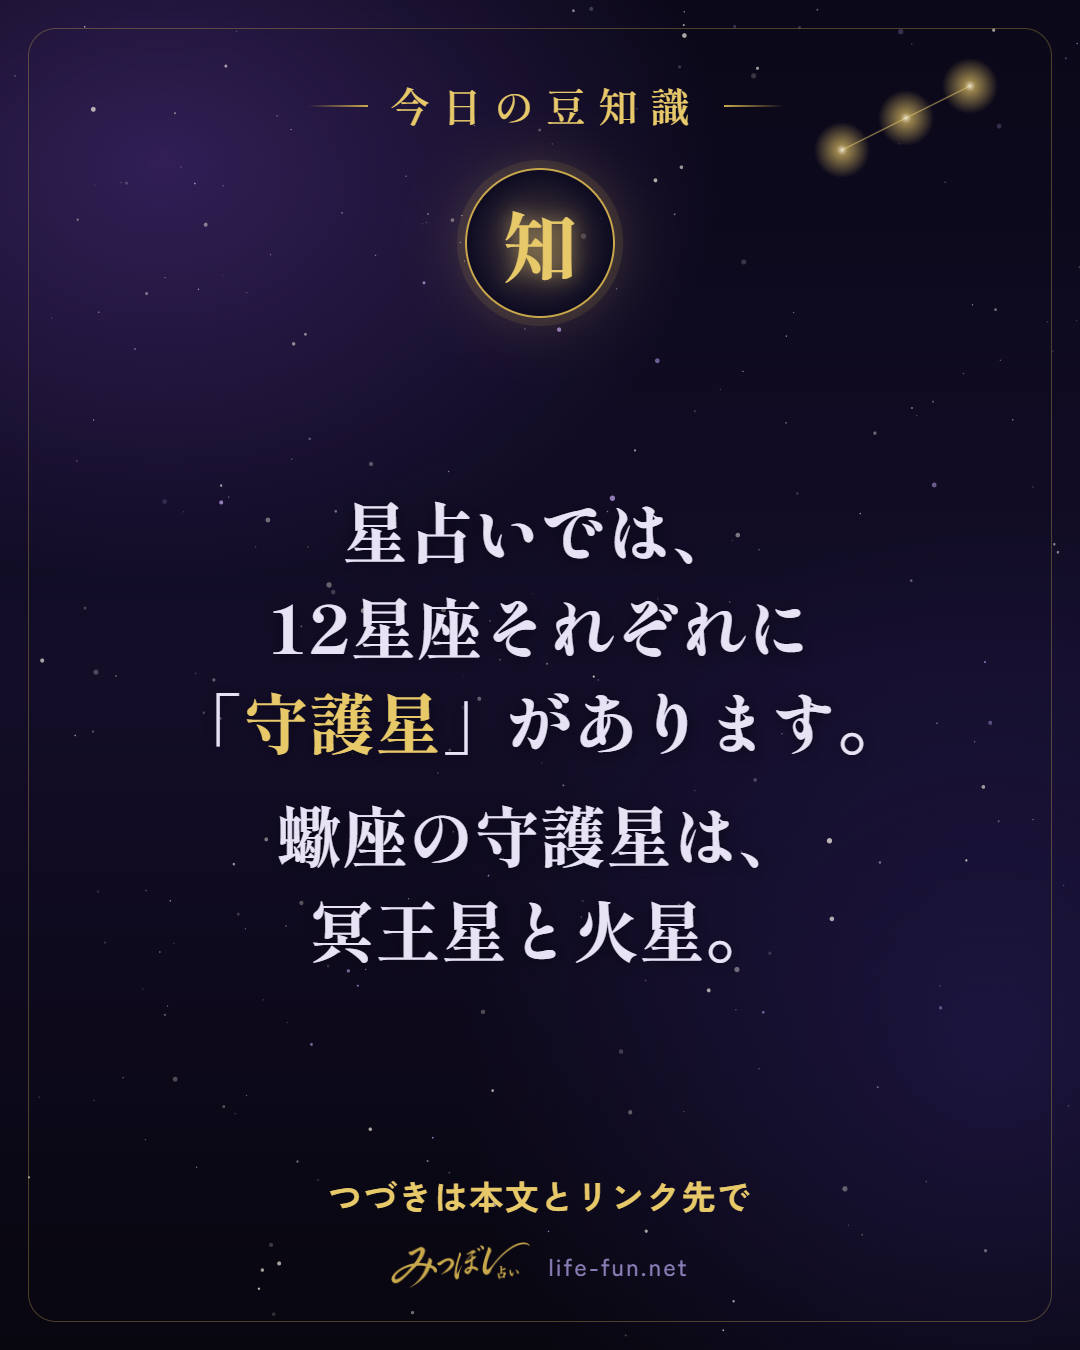 今日の豆知識
知
星占いでは、
12星座それぞれに
「守護星」があります。
蠍座の守護星は、
冥王星と火星。
つづきは本文とリンク先で
みつぼし占い life-fun.net